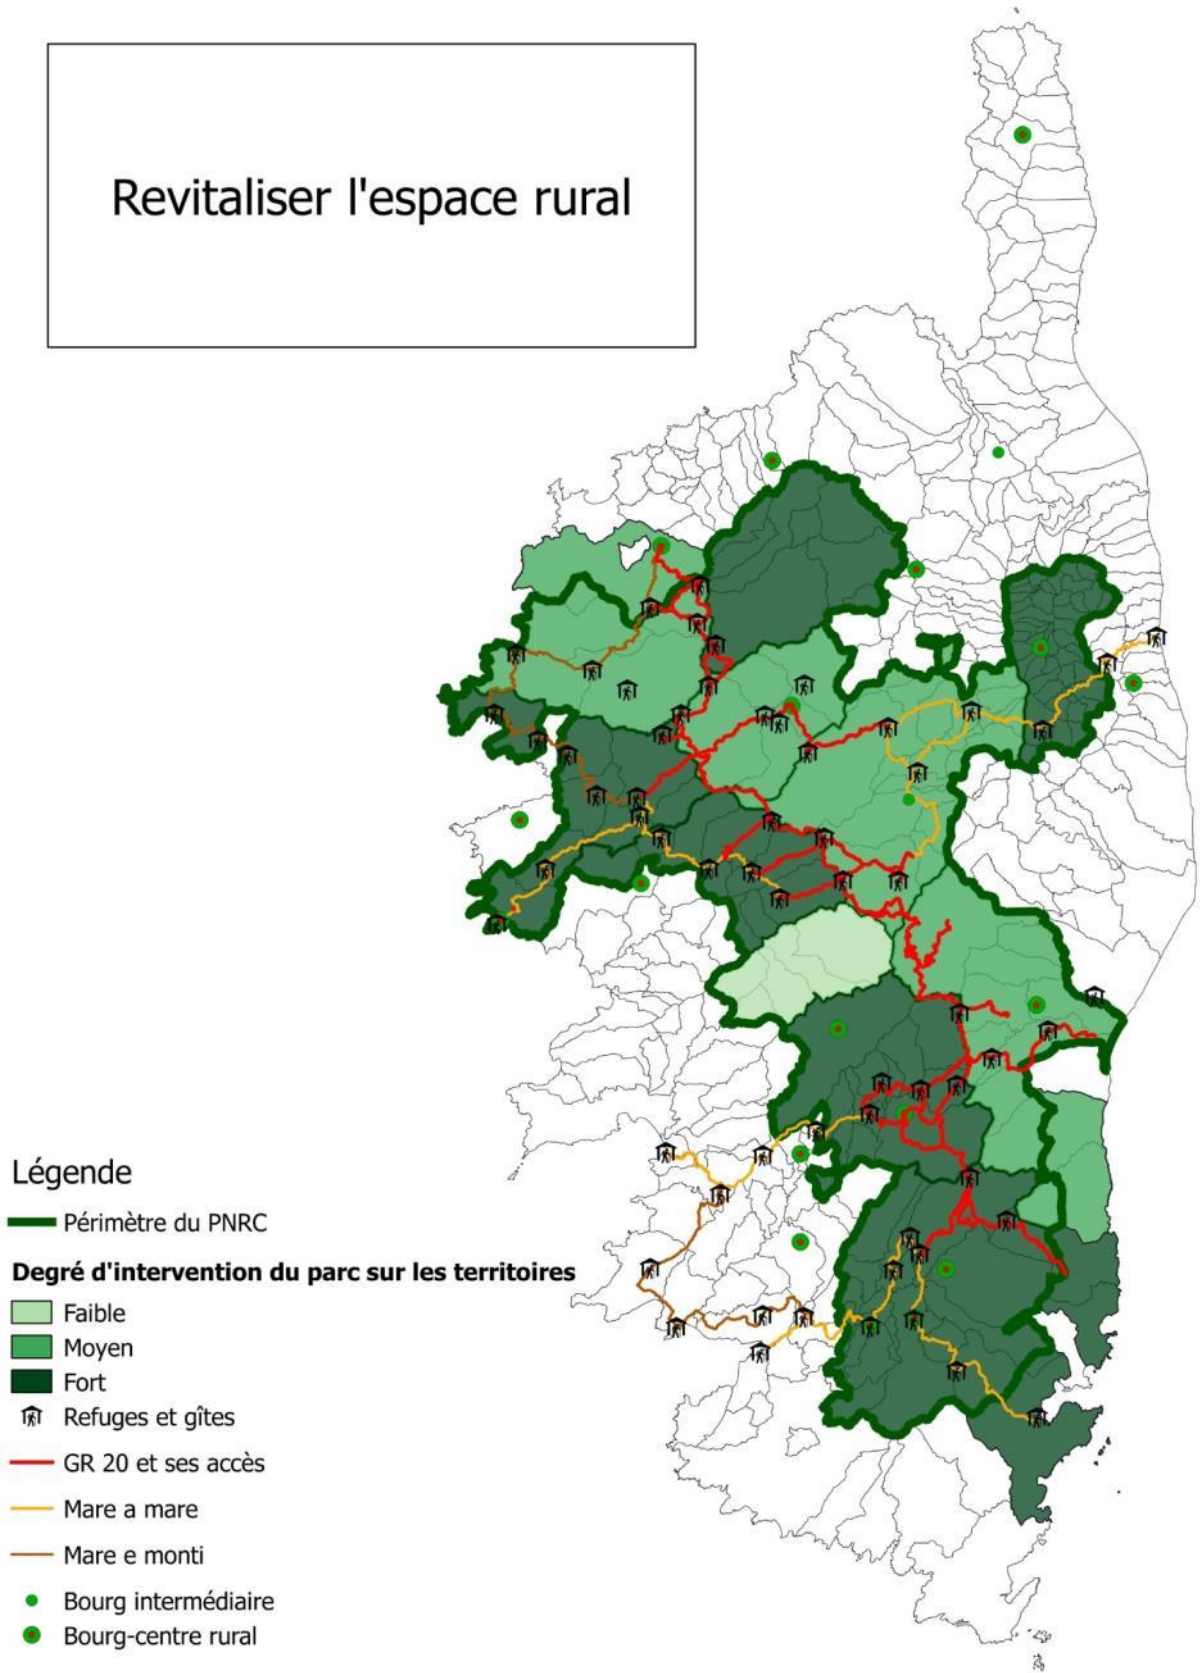 Revitaliser l'espace rural
Légende
Périmètre du PNRC
Degré d'intervention du parc sur les territoires
Faible
Moyen
Fort
Refuges et gîtes
GR 20 et ses accès
Mare a mare
Mare e monti
Bourg intermédiaire
Bourg-centre rural